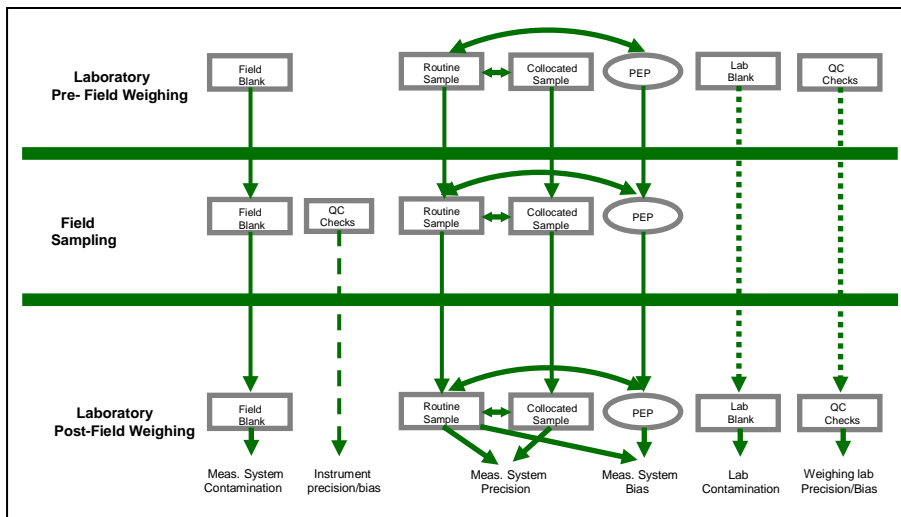 Laboratory
Pre- Field Weighing
Field
Blank
Routine
Sample
Collocated
Sample
PEP
Lab
Blank
QC
Checks
Field
Sampling
Field
Blank
QC
Checks
Routine
Sample
Collocated
Sample
PEP
Laboratory
Post-Field Weighing
Field
Blank
Routine
Sample
Collocated
Sample
PEP
Lab
Blank
QC
Checks
Meas. System
Contamination
Instrument
precision/bias
Meas. System
Precision
Meas. System
Bias
Lab
Contamination
Weighing lab
Precision/Bias